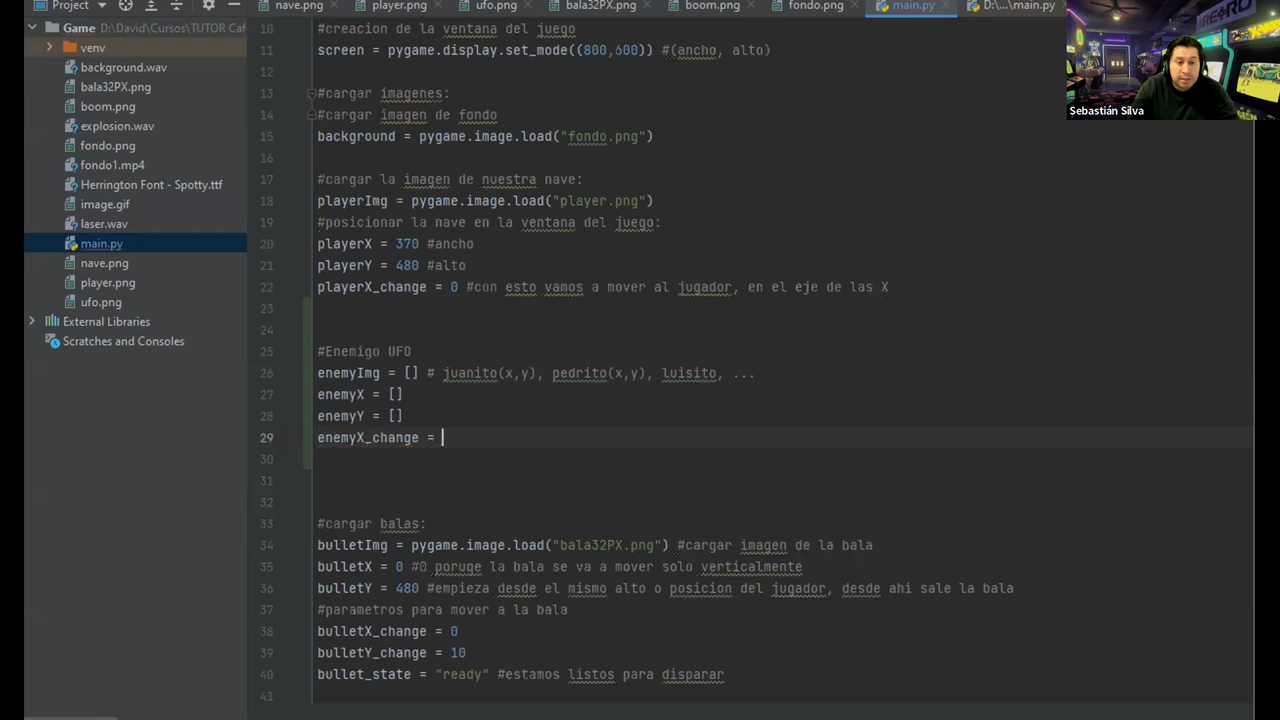 Project
nave.png
player.png
ufo.png
bala32PX.png
boom.png
fondo.png
main.py
D:\...\main.py
Game D:\David\Cursos\TUTOR Caf
venv
background.wav
bala32PX.png
boom.png
explosion.wav
fondo.png
fondo1.mp4
Herrington Font - Spotty.ttf
image.gif
laser.wav
main.py
nave.png
player.png
ufo.png
External Libraries
Scratches and Consoles
10 #creacion de la ventana del juego
11 screen = pygame.display.set_mode((800,600)) #(ancho, alto)
12
13 #cargar imagenes:
14 #cargar imagen de fondo
15 background = pygame.image.load("fondo.png")
16
17 #cargar la imagen de nuestra nave:
18 playerImg = pygame.image.load("player.png")
19 #posicionar la nave en la ventana del juego:
20 playerX = 370 #ancho
21 playerY = 480 #alto
22 playerX_change = 0 #con esto vamos a mover al jugador, en el eje de las X
23
24
25 #Enemigo UFO
26 enemyImg = [] # juanito(x,y), pedrito(x,y), luisito, ...
27 enemyX = []
28 enemyY = []
29 enemyX_change =
30
31
32
33 #cargar balas:
34 bulletImg = pygame.image.load("bala32PX.png") #cargar imagen de la bala
35 bulletX = 0 #0 poruqe la bala se va a mover solo verticalmente
36 bulletY = 480 #empieza desde el mismo alto o posicion del jugador, desde ahi sale la bala
37 #parametros para mover a la bala
38 bulletX_change = 0
39 bulletY_change = 10
40 bullet_state = "ready" #estamos listos para disparar
41
Sebastián Silva